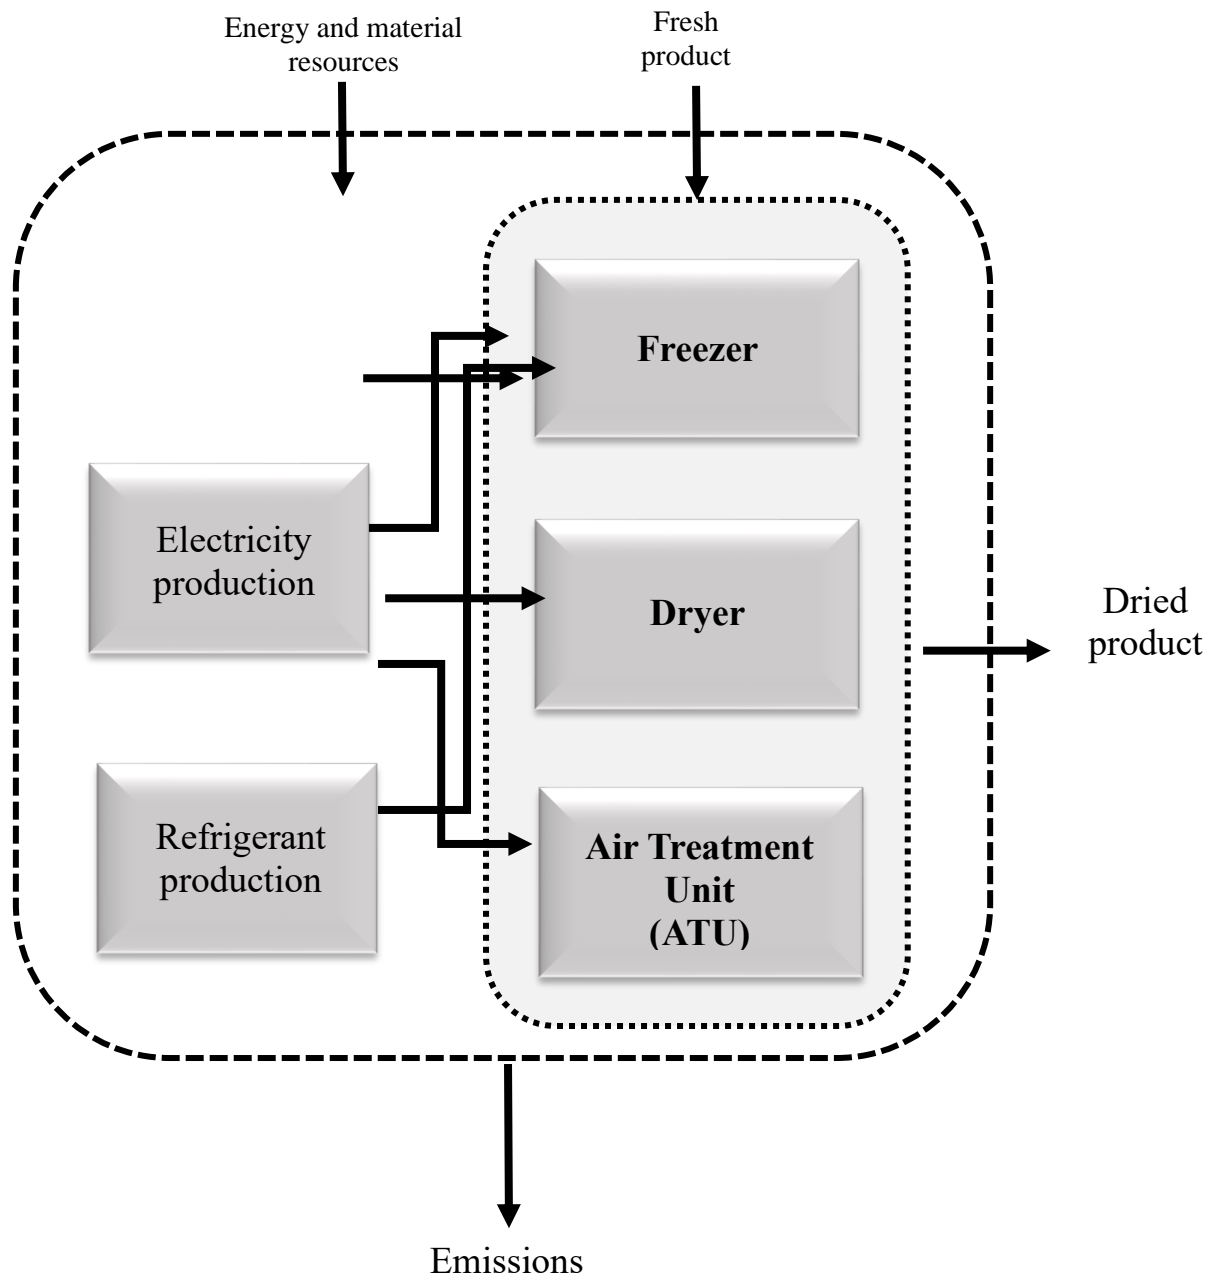 Energy and material
resources
Fresh
product
Freezer
Electricity
production
Dryer
Dried
product
Refrigerant
production
Air Treatment
Unit
(ATU)
Emissions